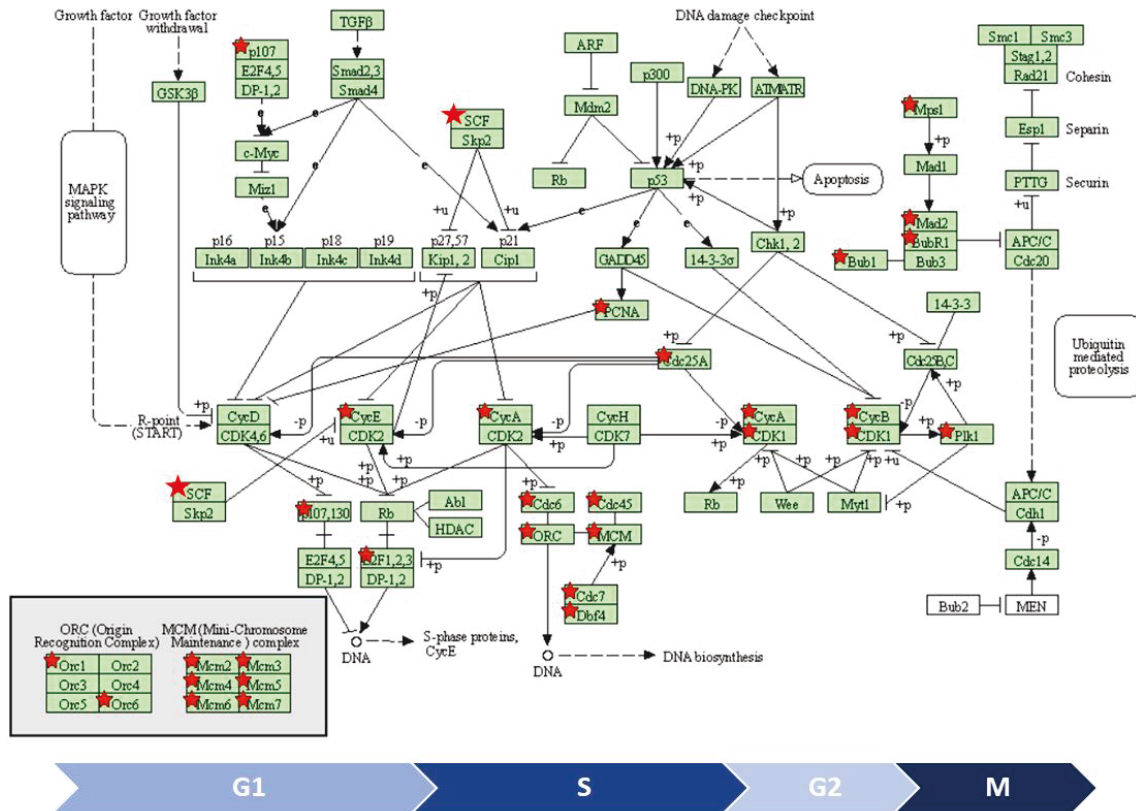 Growth factor
Growth factor
withdrawal
TGFβ
DNA damage checkpoint
Smc1 Smc3
Stag1,2
Rad21
Cohesin
p107
E2F4,5
DP-1,2
Smad2,3
Smad4
ARF
p300
DNA-PK
ATM/ATR
GSK3β
SCF
Skp2
Mdm2
Mps1
+p
Esp1
Separin
e
e
c-Myc
Miz1
e
e
e
+p
+p
Rb
p53
Apoptosis
Mad1
PTTG
Securin
MAPK
signaling
pathway
+u
+u
e
e
+p
+p
+u
Mad2
BubR1
Bub3
Bub1
APC/C
Cdc20
p16
Ink4a
p15
Ink4b
p18
Ink4c
p19
Ink4d
p27,57
Kip1, 2
p21
Cip1
GADD45
14-3-3σ
Chk1, 2
+p
PCNA
14-3-3
+p
+p
Cdc25A
Cdc25B,C
Ubiquitin
mediated
proteolysis
R-point
(START)
+p
CycD
CDK4,6
-p
CycE
CDK2
-p
CycA
CDK2
-p
+p
CycH
CDK7
-p
+p
CycA
CDK1
CycB
CDK1
-p
+p
+p
Plk1
+u
+p
+p
+p
+p
+p
+p
+p
+p
+u
+p
SCF
Skp2
p107,130
Rb
Abl
HDAC
Cdc6
Cdc45
ORC
MCM
Rb
Wee
Myt1
APC/C
Cdh1
-p
E2F4,5
DP-1,2
E2F1,2,3
DP-1,2
+p
+p
Cdc7
Dbf4
Cdc14
Bub2
MEN
DNA
S-phase proteins,
CycE
DNA
DNA biosynthesis
ORC (Origin
Recognition Complex)
MCM (Mini-Chromosome
Maintenance ) complex
Orc1 Orc2
Orc3 Orc4
Orc5 Orc6
Mcm2 Mcm3
Mcm4 Mcm5
Mcm6 Mcm7
G1 S G2 M